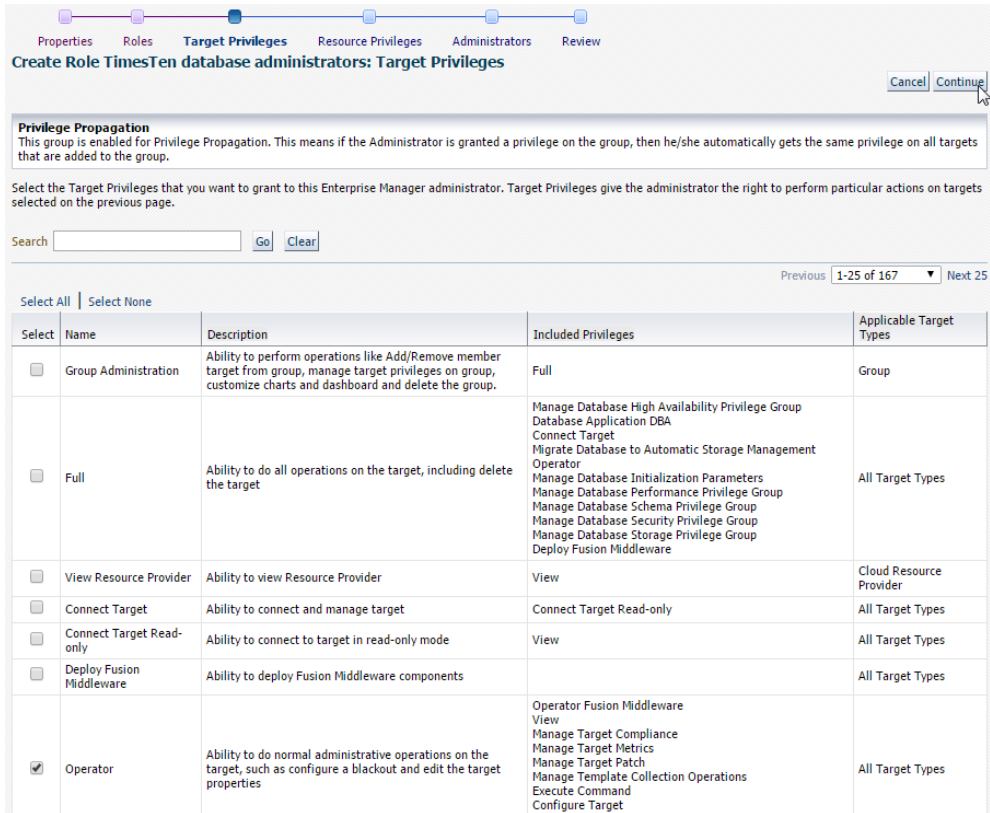 Properties Roles Target Privileges Resource Privileges Administrators Review
Create Role TimesTen database administrators: Target Privileges
Cancel Continue
Privilege Propagation
This group is enabled for Privilege Propagation. This means if the Administrator is granted a privilege on the group, then he/she automatically gets the same privilege on all targets
that are added to the group.
Select the Target Privileges that you want to grant to this Enterprise Manager administrator. Target Privileges give the administrator the right to perform particular actions on targets
selected on the previous page.
Search Go Clear
Previous 1-25 of 167 Next 25
Select All | Select None
Select Name Description Included Privileges Applicable Target
Types
Group Administration
Ability to perform operations like Add/Remove member
target from group, manage target privileges on group,
customize charts and dashboard and delete the group.
Full
Group
Full
Ability to do all operations on the target, including delete
the target
Manage Database High Availability Privilege Group
Database Application DBA
Connect Target
Migrate Database to Automatic Storage Management
Operator
Manage Database Initialization Parameters
Manage Database Performance Privilege Group
Manage Database Schema Privilege Group
Manage Database Security Privilege Group
Manage Database Storage Privilege Group
Deploy Fusion Middleware
All Target Types
View Resource Provider
Ability to view Resource Provider
View
Cloud Resource
Provider
Connect Target
Ability to connect and manage target
Connect Target Read-only
All Target Types
Connect Target Read-
only
Ability to connect to target in read-only mode
View
All Target Types
Deploy Fusion
Middleware
Ability to deploy Fusion Middleware components
All Target Types
Operator
Ability to do normal administrative operations on the
target, such as configure a blackout and edit the target
properties
Operator Fusion Middleware
View
Manage Target Compliance
Manage Target Metrics
Manage Target Patch
Manage Template Collection Operations
Execute Command
Configure Target
All Target Types